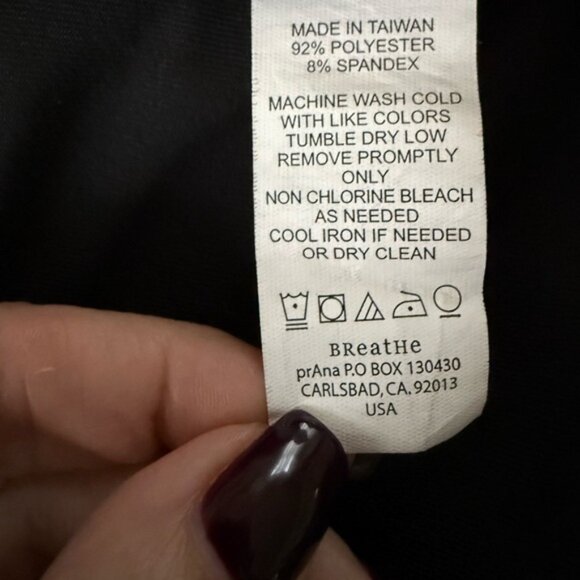 MADE IN TAIWAN
92% POLYESTER
8% SPANDEX
MACHINE WASH COLD
WITH LIKE COLORS
TUMBLE DRY LOW
REMOVE PROMPTLY
ONLY
NON CHLORINE BLEACH
AS NEEDED
COOL IRON IF NEEDED
OR DRY CLEAN
BReatHe
prAna P.O BOX 130430
CARLSBAD, CA. 92013
USA